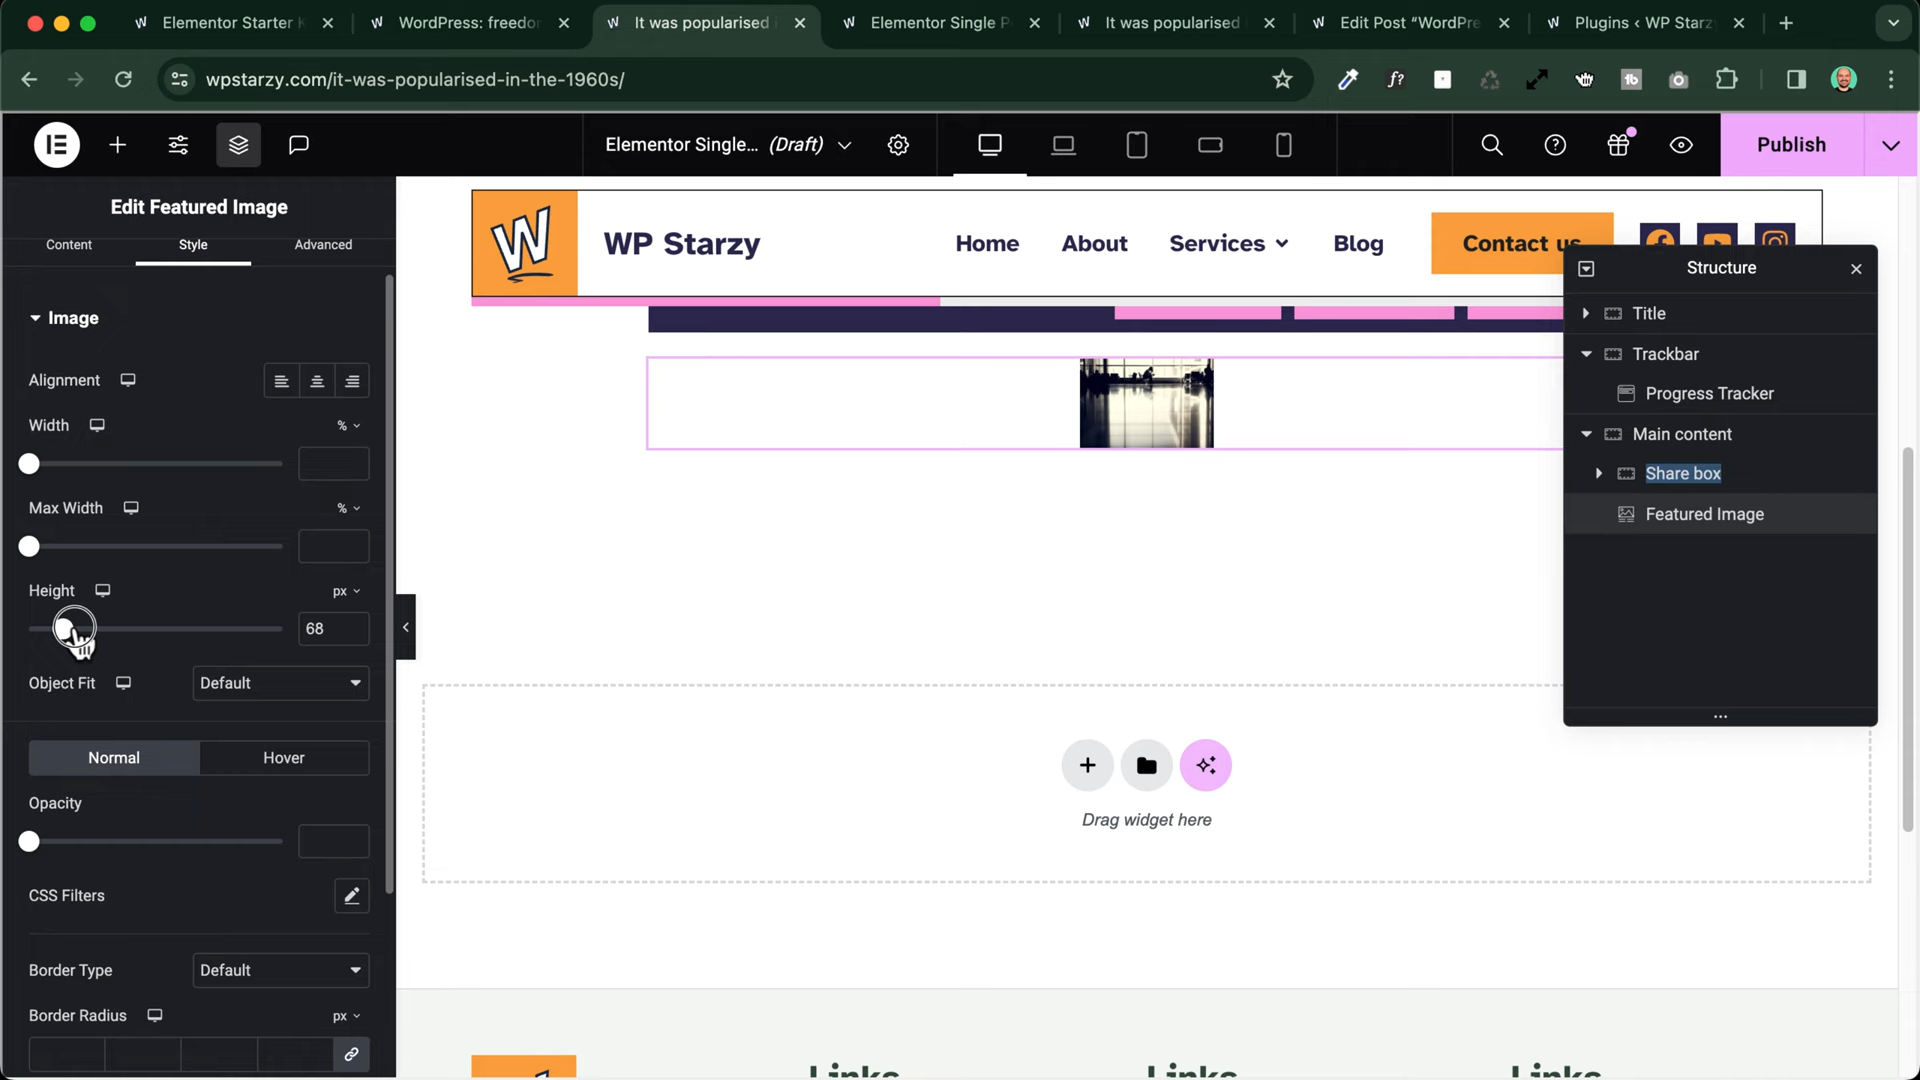 Elementor Starter K
WordPress: freedo
It was popularised i
Elementor Single P
It was popularised
Edit Post “WordPre
Plugins ‹ WP Starz
wpstarzy.com/it-was-popularised-in-the-1960s/
f?
tb
Elementor Single... (Draft)
Publish
Edit Featured Image
Content
Style
Advanced
Image
Alignment
Width
%
Max Width
%
Height
px
68
Object Fit
Default
Normal
Hover
Opacity
CSS Filters
Border Type
Default
Border Radius
px
W
WP Starzy
Home
About
Services
Blog
Contact us
Structure
Title
Trackbar
Progress Tracker
Main content
Share box
Featured Image
Drag widget here
Links
Links
Links